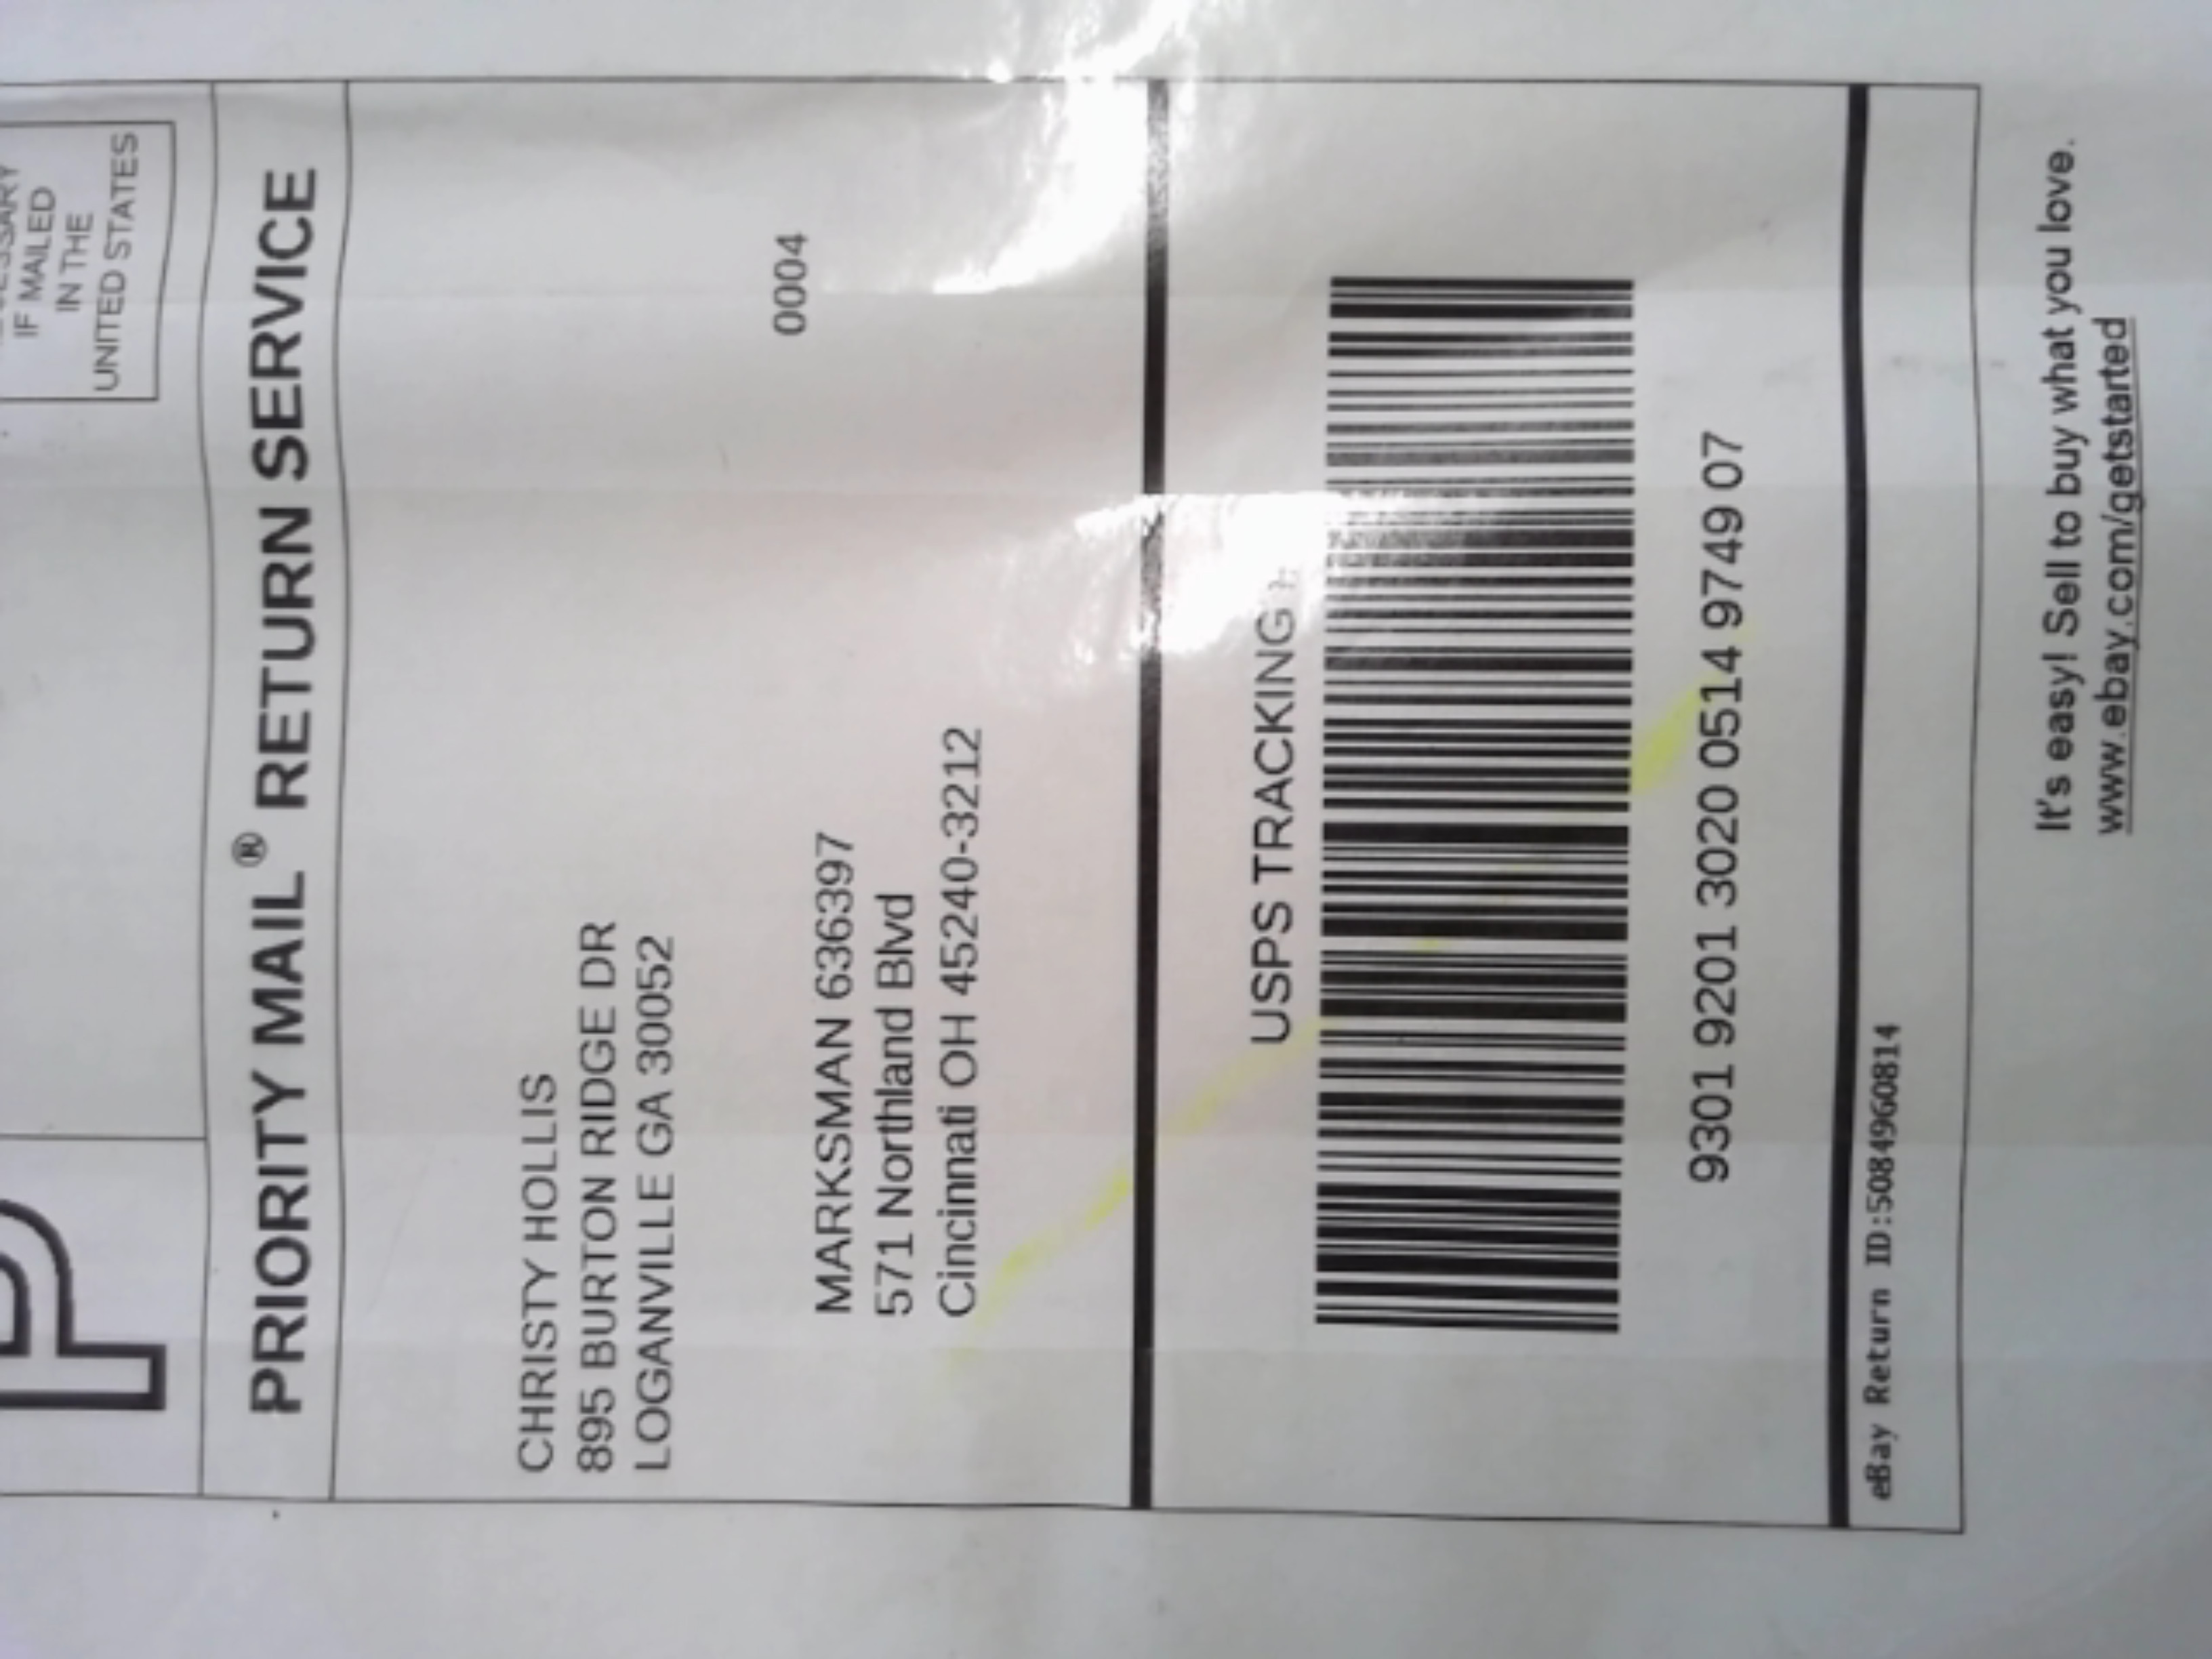 P
IF MAILED
IN THE
UNITED STATES
PRIORITY MAIL® RETURN SERVICE
CHRISTY HOLLIS
895 BURTON RIDGE DR
LOGANVILLE GA 30052
0004
MARKSMAN 636397
571 Northland Blvd
Cincinnati OH 45240-3212
USPS TRACKING
9301 9201 3020 0514 9749 07
eBay Return ID:5084960814
It's easy! Sell to buy what you love.
www.ebay.com/getstarted